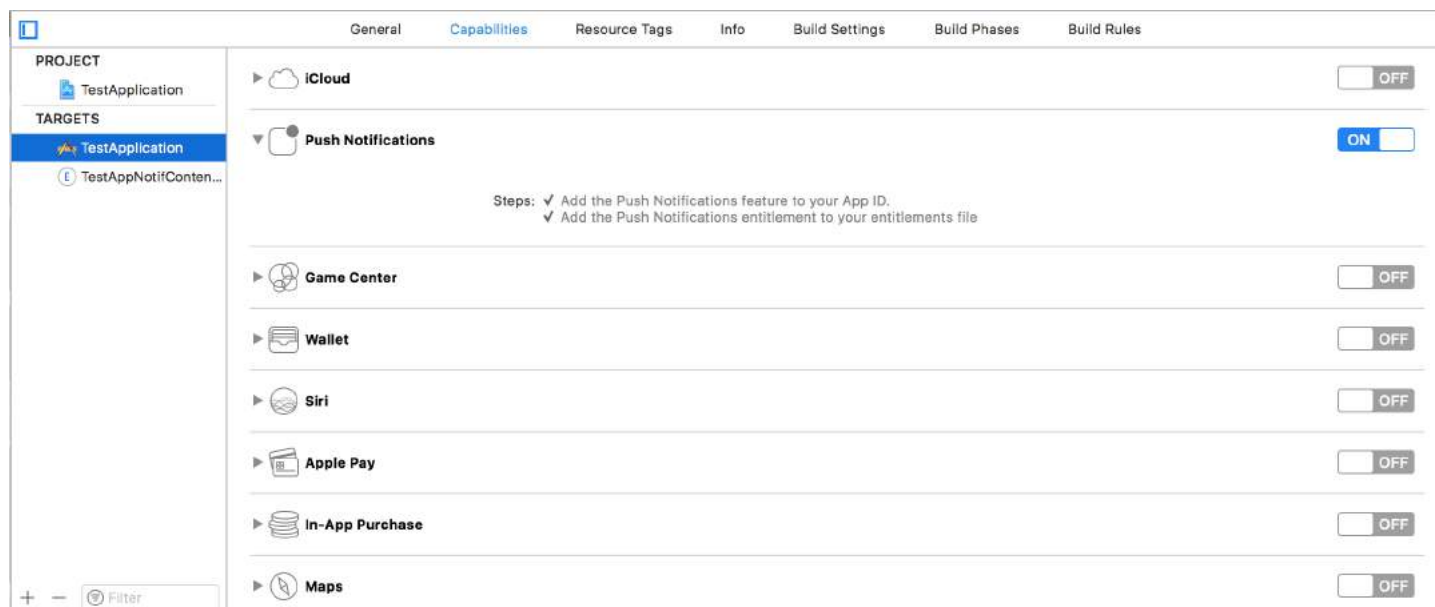 General Capabilities Resource Tags Info Build Settings Build Phases Build Rules
PROJECT
TestApplication
TARGETS
TestApplication
E TestAppNotifConten...
Filter
iCloud OFF
Push Notifications ON
Steps: ✓ Add the Push Notifications feature to your App ID.
✓ Add the Push Notifications entitlement to your entitlements file
Game Center OFF
Wallet OFF
Siri OFF
Apple Pay OFF
In-App Purchase OFF
Maps OFF